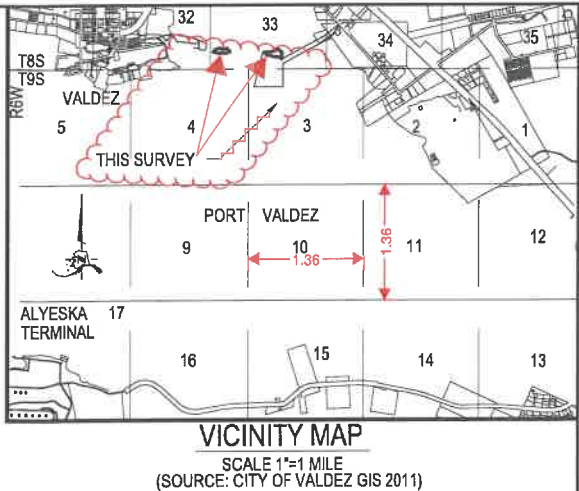 32
33
34
35
T8S
T9S
R6W
VALDEZ
5
4
3
2
1
THIS SURVEY
PORT VALDEZ
9
10
11
12
1.36
1.36
N
ALYESKA
TERMINAL
17
16
15
14
13
VICINITY MAP
SCALE 1"=1 MILE
(SOURCE: CITY OF VALDEZ GIS 2011)